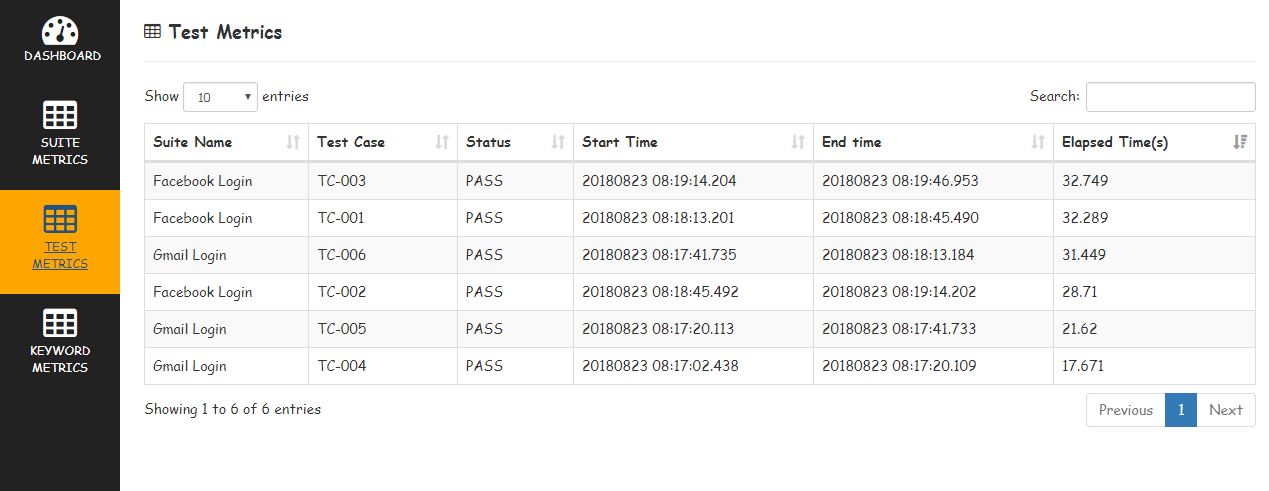 DASHBOARD
SUITE
METRICS
TEST
METRICS
KEYWORD
METRICS
Test Metrics
Show 10 entries
Search:
Suite Name Test Case Status Start Time End time Elapsed Time(s)
Facebook Login TC-003 PASS 20180823 08:19:14.204 20180823 08:19:46.953 32.749
Facebook Login TC-001 PASS 20180823 08:18:13.201 20180823 08:18:45.490 32.289
Gmail Login TC-006 PASS 20180823 08:17:41.735 20180823 08:18:13.184 31.449
Facebook Login TC-002 PASS 20180823 08:18:45.492 20180823 08:19:14.202 28.71
Gmail Login TC-005 PASS 20180823 08:17:20.113 20180823 08:17:41.733 21.62
Gmail Login TC-004 PASS 20180823 08:17:02.438 20180823 08:17:20.109 17.671
Showing 1 to 6 of 6 entries
Previous 1 Next